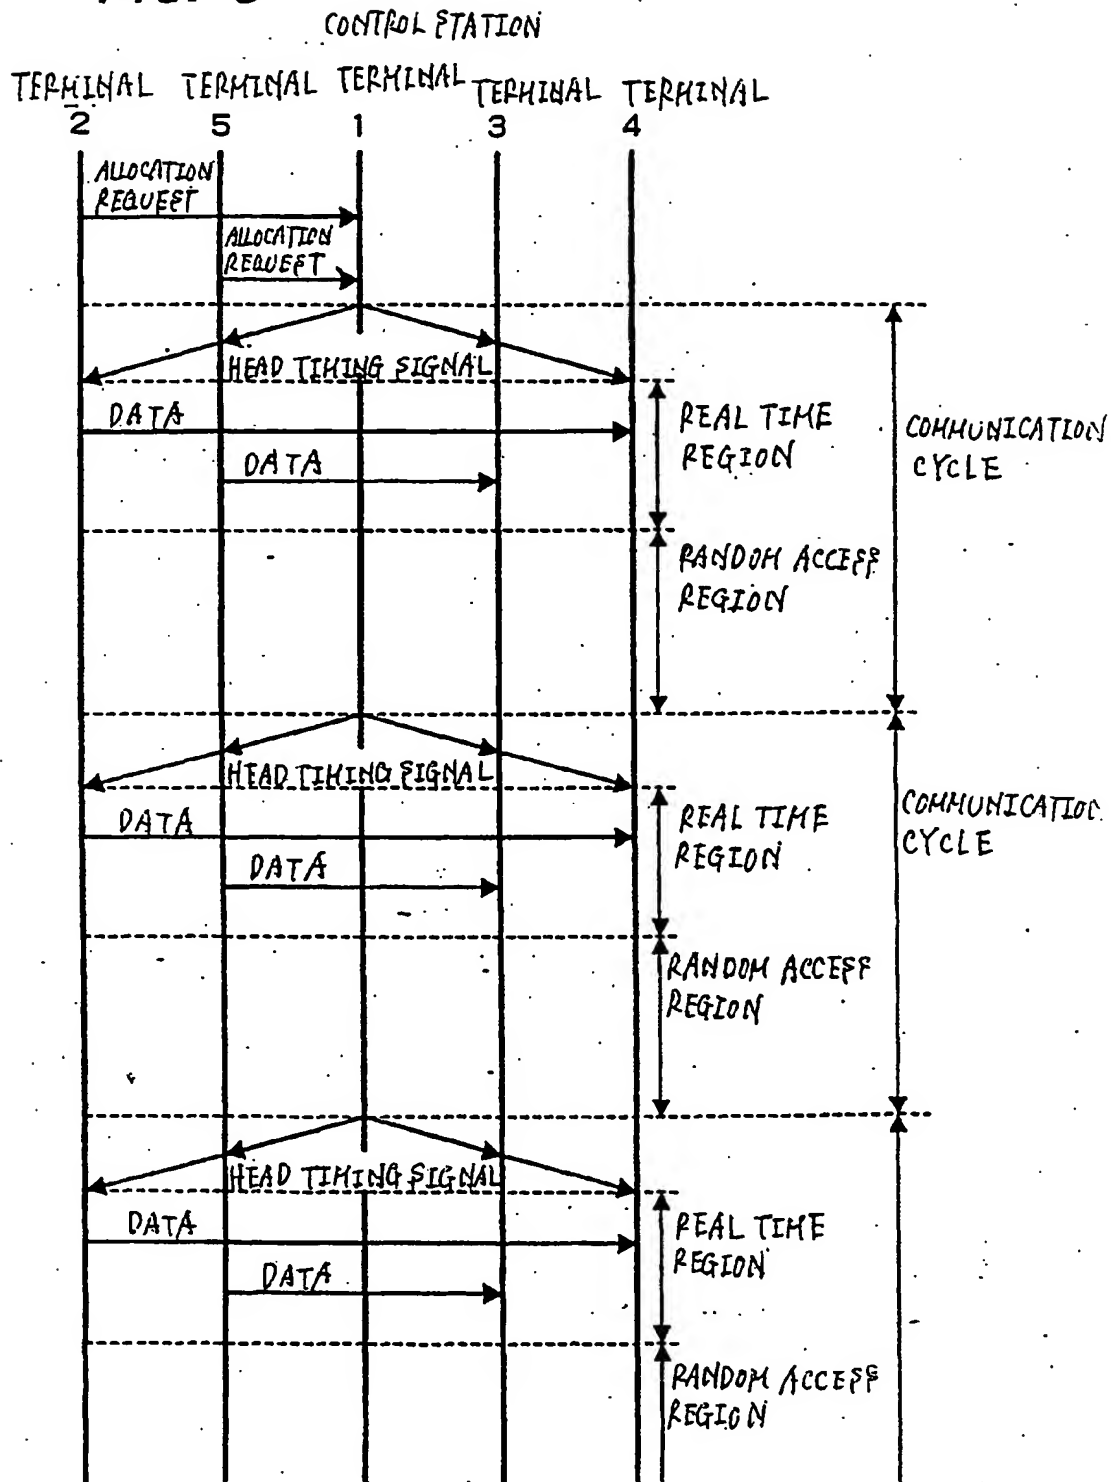 CONTROL STATION
TERMINAL TERMINAL TERMINAL TERMINAL TERMINAL
2 5 1 3 4
ALLOCATION
REQUEST
ALLOCATION
REQUEST
HEAD TIMING SIGNAL
DATA
REAL TIME
REGION
COMMUNICATION
CYCLE
DATA
RANDOM ACCESS
REGION
HEAD TIMING SIGNAL
DATA
REAL TIME
REGION
COMMUNICATION
CYCLE
DATA
RANDOM ACCESS
REGION
HEAD TIMING SIGNAL
DATA
REAL TIME
REGION
DATA
RANDOM ACCESS
REGION